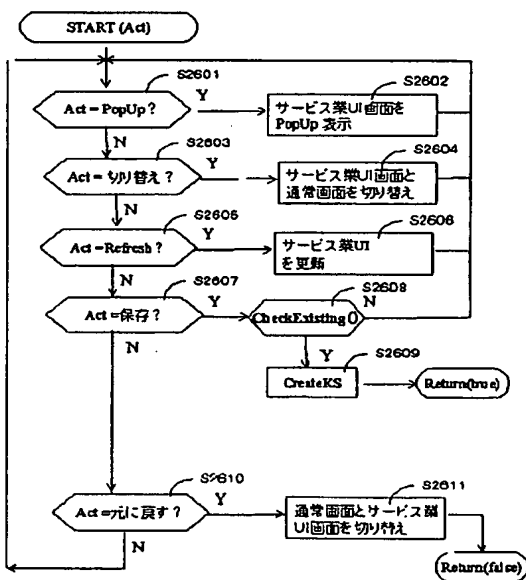 START (Act)
S2601
Act = PopUp ?
Y
N
S2602
サービス業UI画面を
PopUp 表示
S2603
Act = 切り替え ?
Y
N
S2604
サービス業UI画面と
通常画面を切り替え
S2605
Act =Refresh ?
Y
N
S2606
サービス業UI
を更新
S2607
Act =保存 ?
Y
N
S2608
CheckExisting ()
N
Y
S2609
CreateKS
Return(true)
S2610
Act =元に戻す ?
Y
N
S2611
通常画面とサービス業
UI画面を切り替え
Return(false)